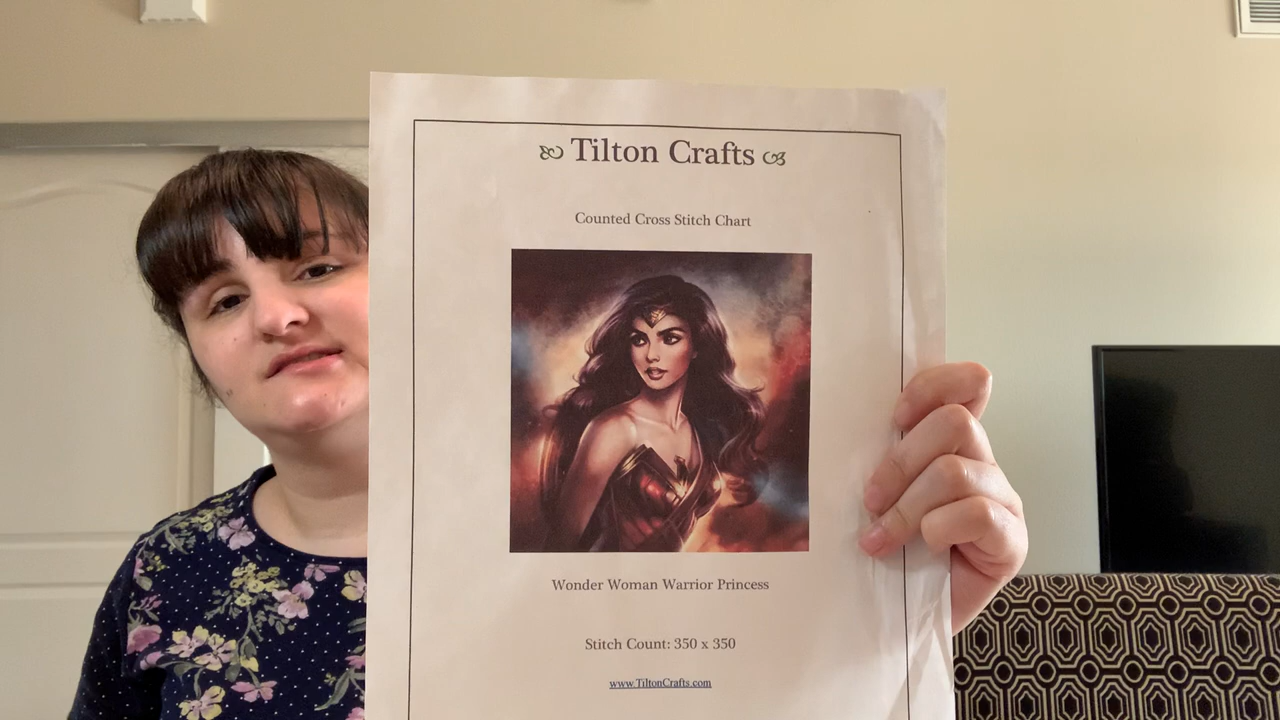 Tilton Crafts
Counted Cross Stitch Chart
Wonder Woman Warrior Princess
Stitch Count: 350 x 350
www.TiltonCrafts.com